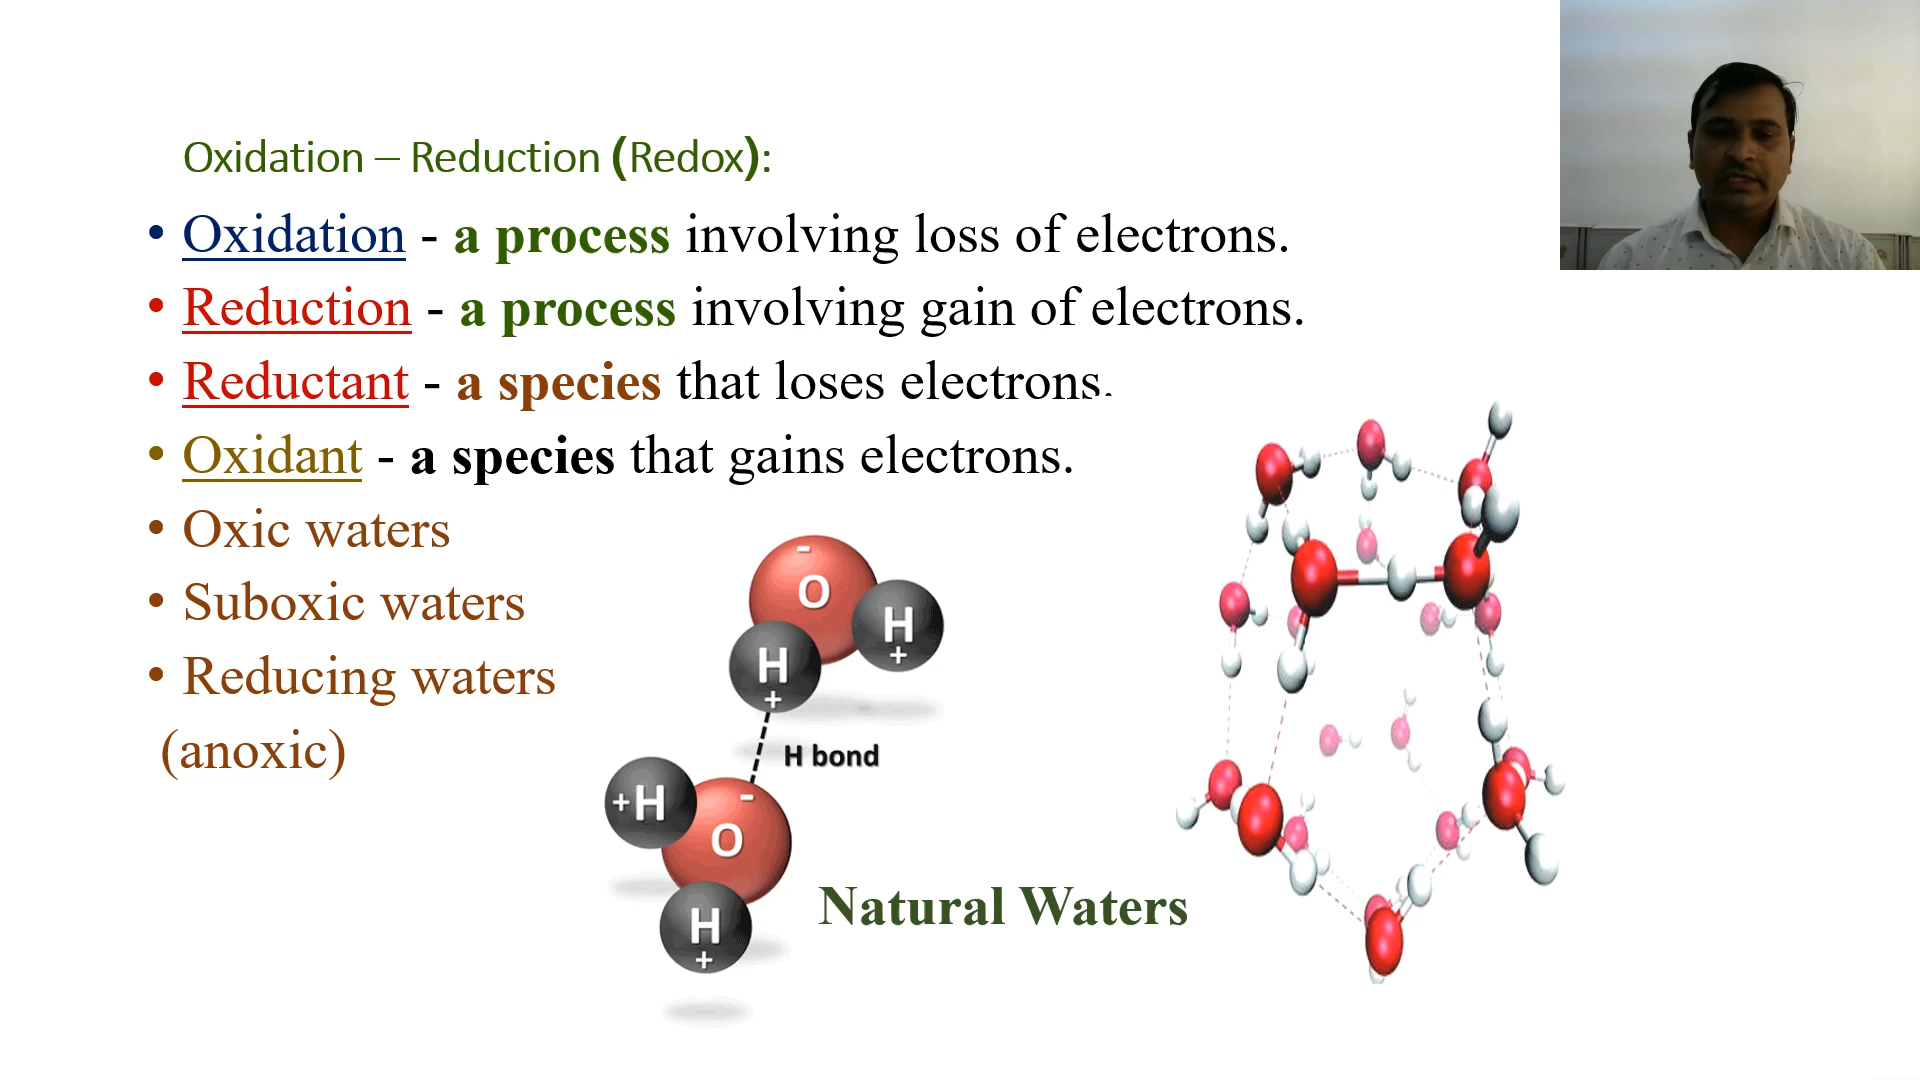 Oxidation – Reduction (Redox):
• Oxidation - a process involving loss of electrons.
• Reduction - a process involving gain of electrons.
• Reductant - a species that loses electrons.
• Oxidant - a species that gains electrons.
• Oxic waters
• Suboxic waters
• Reducing waters
(anoxic)
-
O
H
+
H
+
H bond
+H
-
O
H
+
Natural Waters